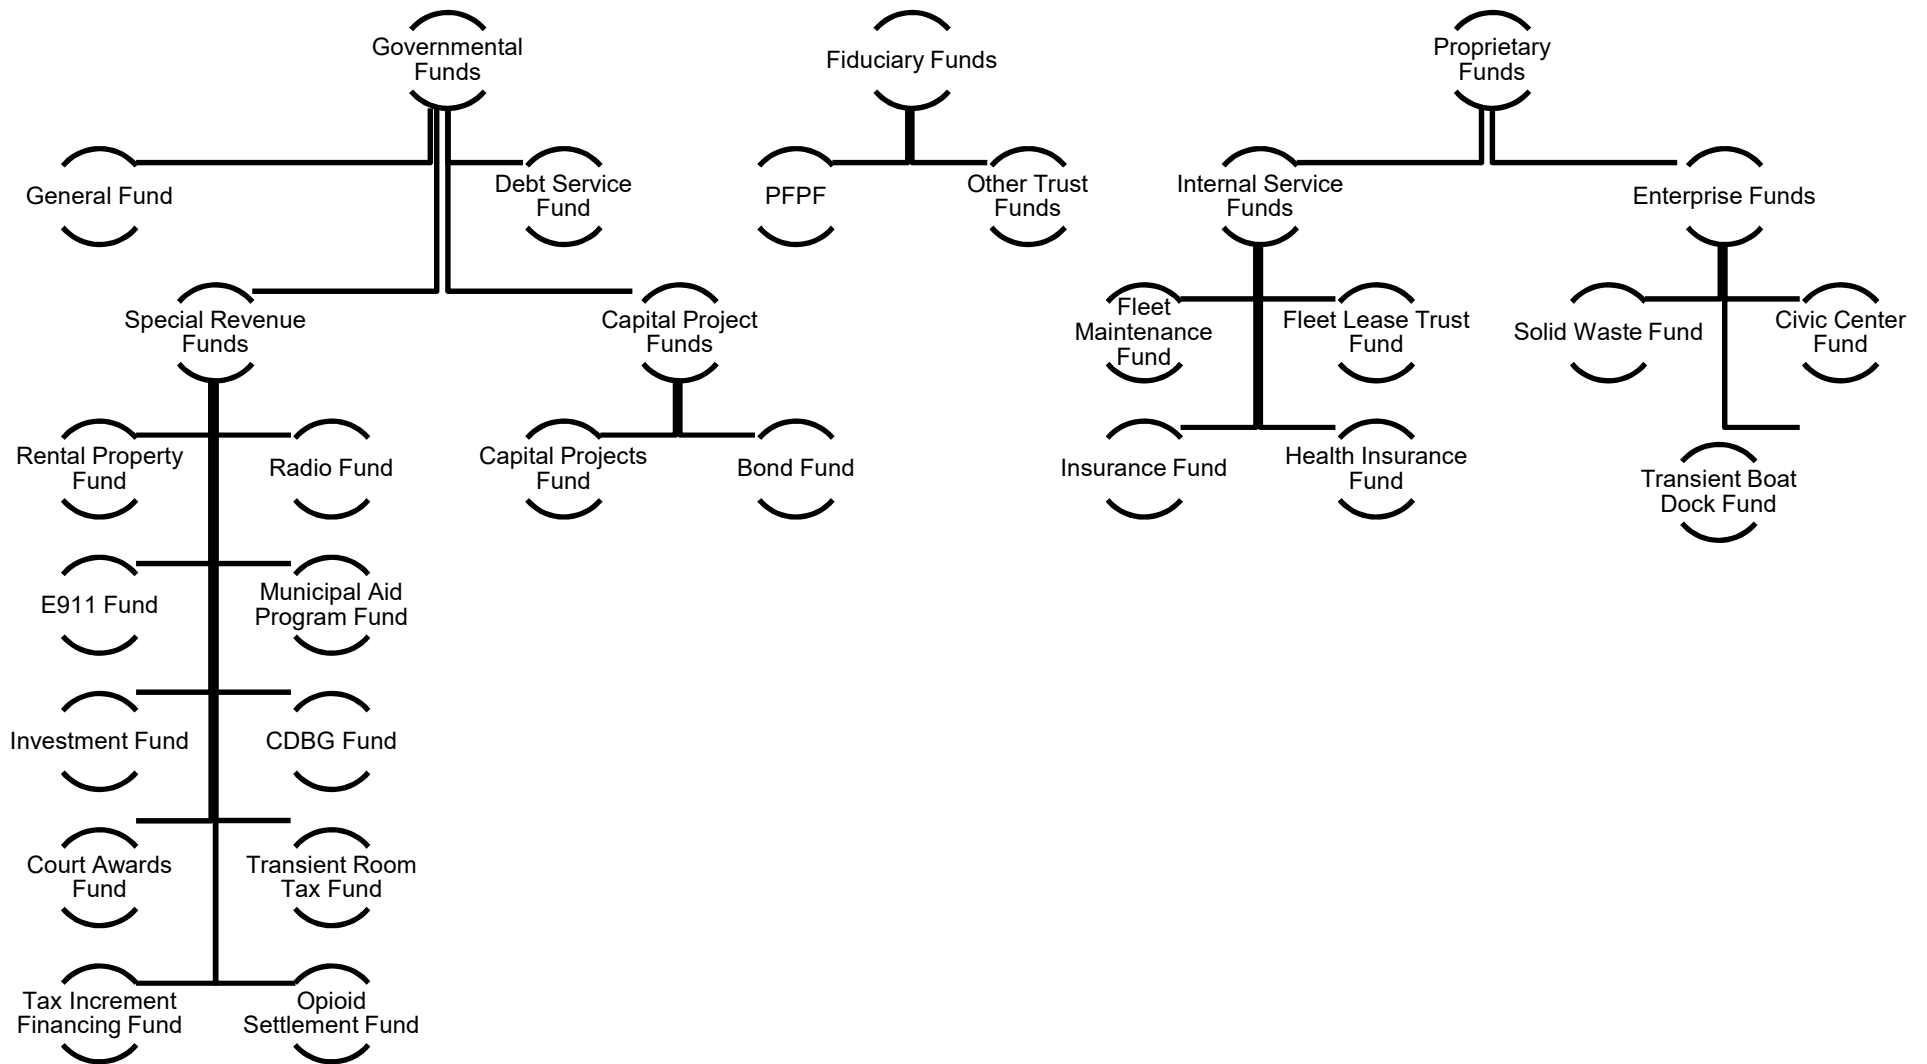 Governmental
Funds
Fiduciary Funds
Proprietary
Funds
General Fund
Debt Service
Fund
PFPF
Other Trust
Funds
Internal Service
Funds
Enterprise Funds
Special Revenue
Funds
Capital Project
Funds
Fleet
Maintenance
Fund
Fleet Lease Trust
Fund
Solid Waste Fund
Civic Center
Fund
Rental Property
Fund
Radio Fund
Capital Projects
Fund
Bond Fund
Insurance Fund
Health Insurance
Fund
Transient Boat
Dock Fund
E911 Fund
Municipal Aid
Program Fund
Investment Fund
CDBG Fund
Court Awards
Fund
Transient Room
Tax Fund
Tax Increment
Financing Fund
Opioid
Settlement Fund